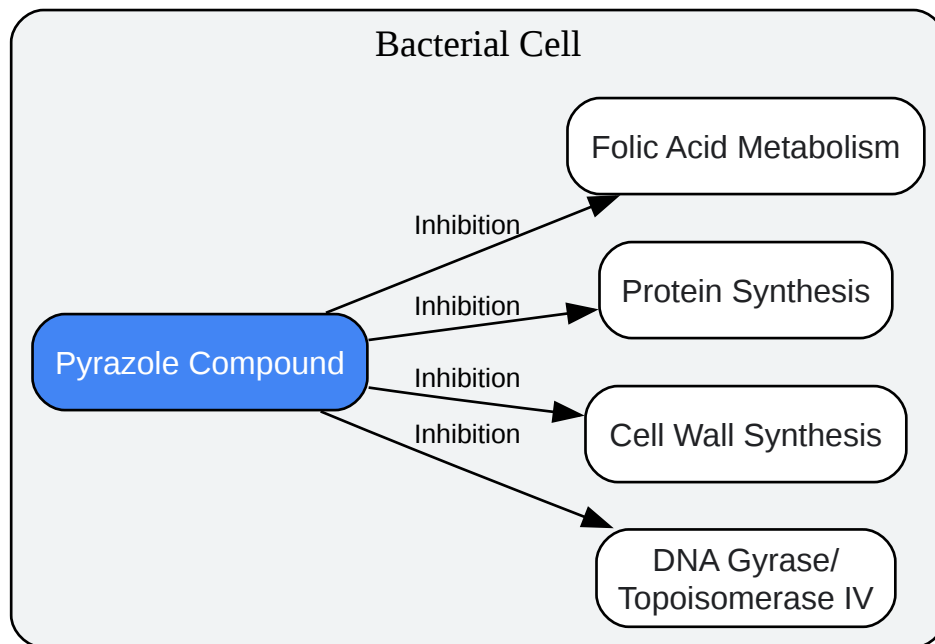 Bacterial Cell
Folic Acid Metabolism
Inhibition
Protein Synthesis
Inhibition
Pyrazole Compound
Inhibition
Cell Wall Synthesis
Inhibition
DNA Gyrase/
Topoisomerase IV